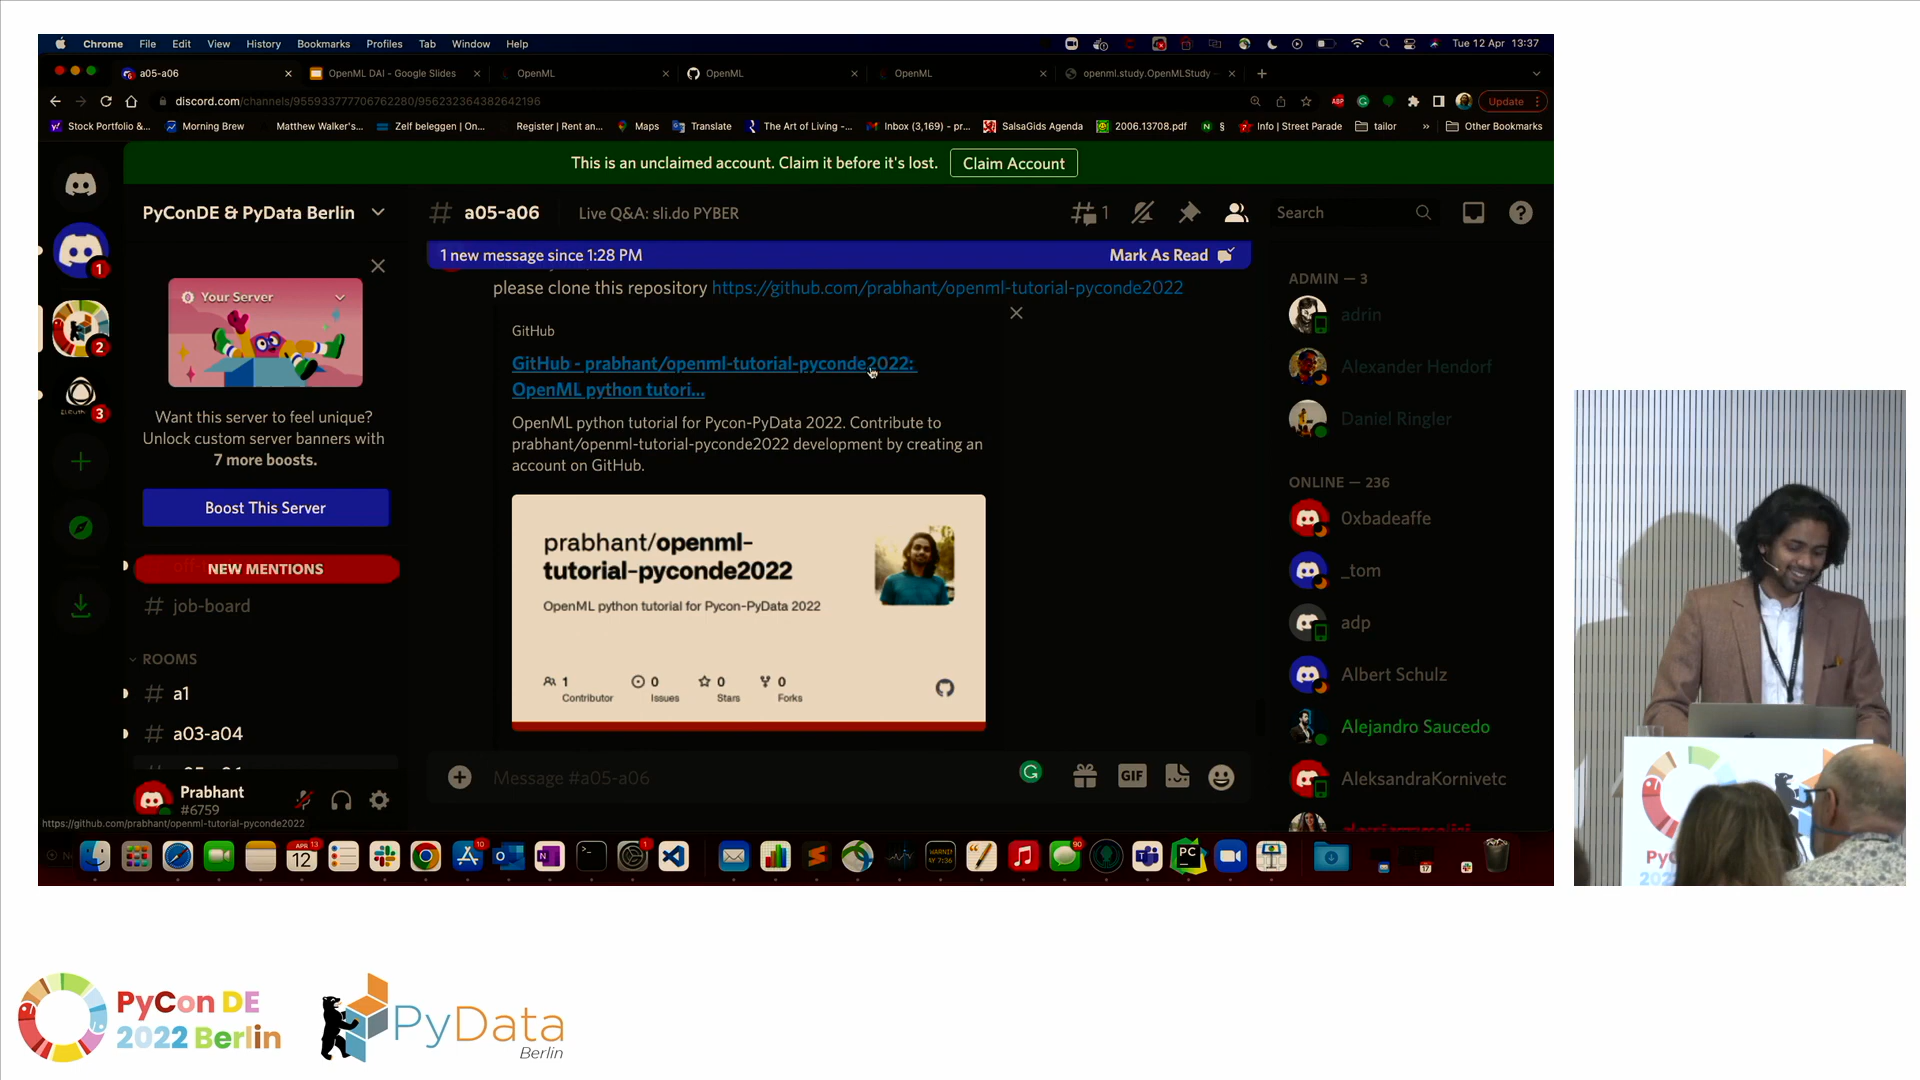 Chrome File Edit View History Bookmarks Profiles Tab Window Help
Tue 12 Apr 13:37
a05-a06
OpenML DAI - Google Slides
OpenML
OpenML
OpenML
openml.study.OpenMLStudy
discord.com/channels/955933777706762280/956232364382642196
Update
Stock Portfolio &...
Morning Brew
Matthew Walker's...
Zelf beleggen | On...
Register | Rent an...
Maps
Translate
The Art of Living -...
Inbox (3,169) - pr...
SalsaGids Agenda
2006.13708.pdf
§
Info | Street Parade
tailor
»
Other Bookmarks
This is an unclaimed account. Claim it before it's lost.
Claim Account
PyConDE & PyData Berlin
a05-a06
Live Q&A: sli.do PYBER
1
Search
1 new message since 1:28 PM
Mark As Read
1
2
3
Your Server
Want this server to feel unique?
Unlock custom server banners with
7 more boosts.
Boost This Server
NEW MENTIONS
# job-board
ROOMS
# a1
# a03-a04
Prabhant
#6759
please clone this repository https://github.com/prabhant/openml-tutorial-pyconde2022
GitHub
GitHub - prabhant/openml-tutorial-pyconde2022:
OpenML python tutori...
OpenML python tutorial for Pycon-PyData 2022. Contribute to
prabhant/openml-tutorial-pyconde2022 development by creating an
account on GitHub.
prabhant/openml-
tutorial-pyconde2022
OpenML python tutorial for Pycon-PyData 2022
1
Contributor
0
Issues
0
Stars
0
Forks
Message #a05-a06
GIF
ADMIN — 3
adrin
Alexander Hendorf
Daniel Ringler
ONLINE — 236
0xbadeaffe
_tom
adp
Albert Schulz
Alejandro Saucedo
AleksandraKornivetc
https://github.com/prabhant/openml-tutorial-pyconde2022
APR
12
PyCon DE
2022 Berlin
PyData
Berlin